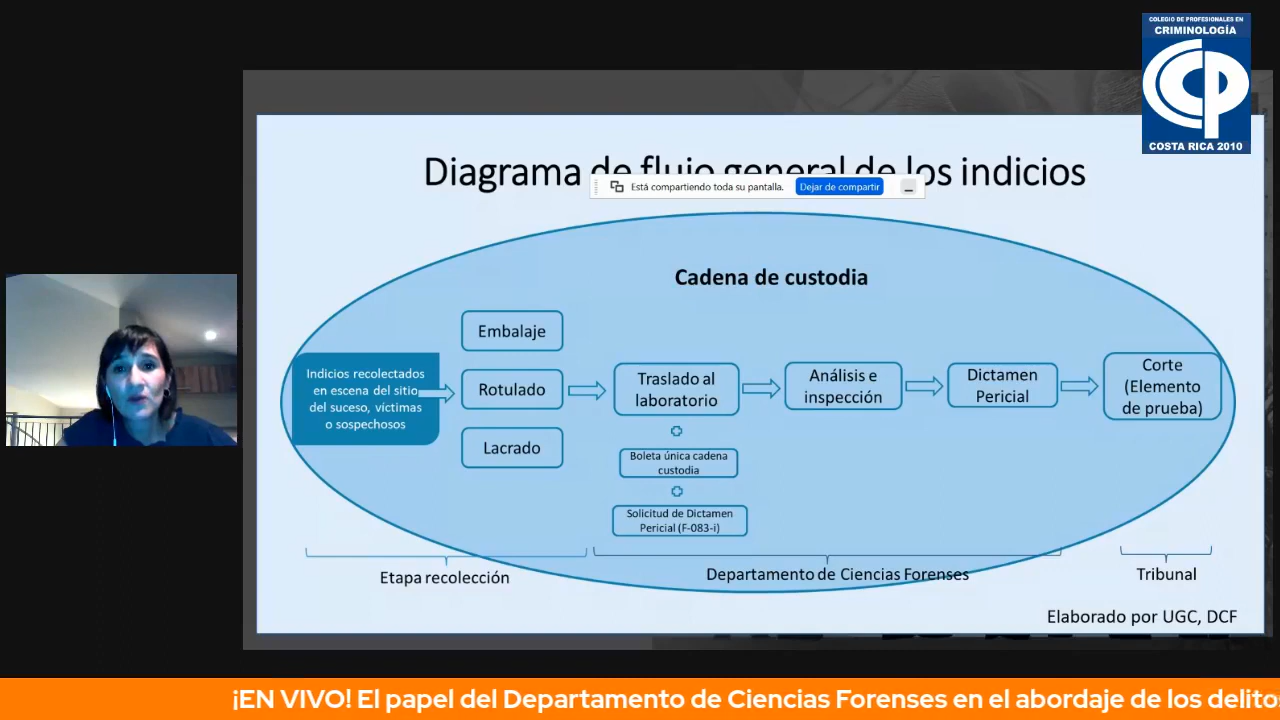 COLEGIO DE PROFESIONALES EN
CRIMINOLOGÍA
COSTA RICA 2010
Diagrama de flujo general de los indicios
Está compartiendo toda su pantalla.
Dejar de compartir
Cadena de custodia
Indicios recolectados
en escena del sitio
del suceso, víctimas
o sospechosos
Embalaje
Rotulado
Lacrado
Traslado al
laboratorio
Boleta única cadena
custodia
Solicitud de Dictamen
Pericial (F-083-i)
Análisis e
inspección
Dictamen
Pericial
Corte
(Elemento
de prueba)
Etapa recolección
Departamento de Ciencias Forenses
Tribunal
Elaborado por UGC, DCF
¡EN VIVO! El papel del Departamento de Ciencias Forenses en el abordaje de los delito